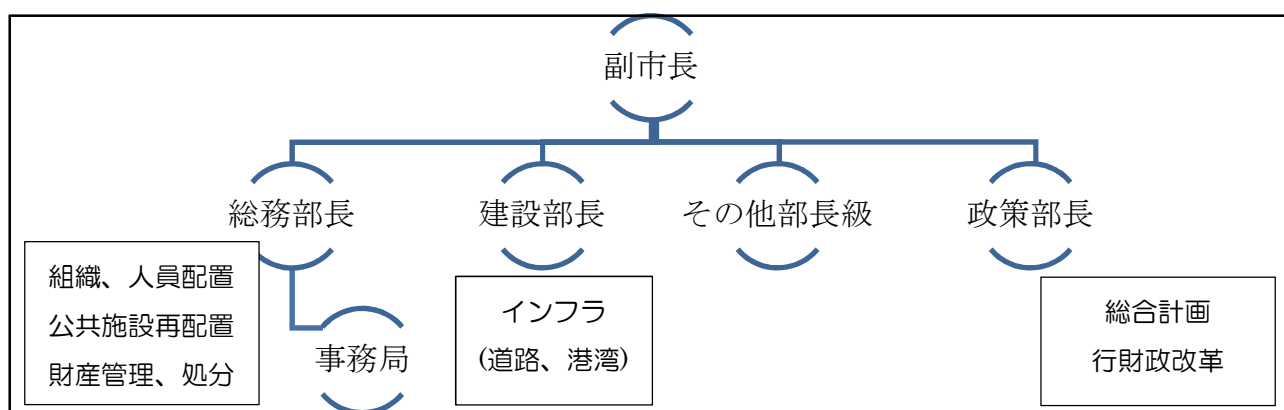 副市長
総務部長
建設部長
その他部長級
政策部長
組織、人員配置
公共施設再配置
財産管理、処分
事務局
インフラ
(道路、港湾)
総合計画
行財政改革